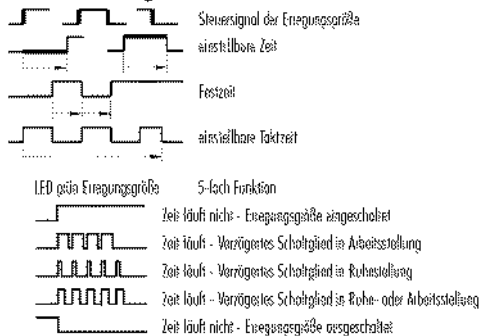 Steuersignal der Erregungsgröße
einstellbare Zeit
Festzeit
einstellbare Taktzeit
LED grün Erregungsgröße 5-fach Funktion
Zeit läuft nicht - Erregungsgröße eingeschaltet
Zeit läuft - Verzögertes Schaltglied in Arbeitsstellung
Zeit läuft - Verzögertes Schaltglied in Ruhestellung
Zeit läuft - Verzögertes Schaltglied in Ruhe- oder Arbeitsstellung
Zeit läuft nicht - Erregungsgröße ausgeschaltet